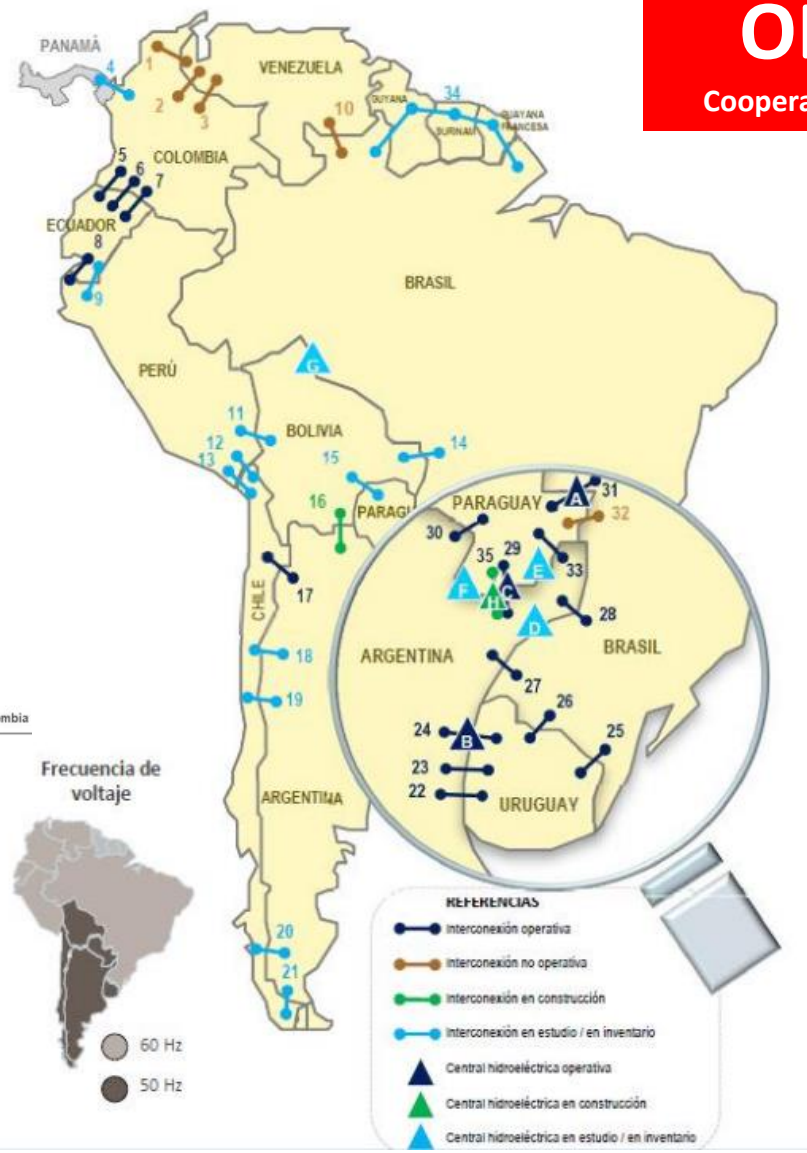 OL
Coopera
PANAMÁ
4
1
2
3
VENEZUELA
10
GUYANA
34
SURINAM
GUAYANA
FRANCESA
COLOMBIA
5
6
7
ECUADOR
8
9
BRASIL
PERÚ
G
11
BOLIVIA
12
13
14
15
16
PARAGU
17
CHILE
18
19
ARGENTINA
20
21
PARAGUAY
A
31
32
30
29
35
33
E
F
C
H
D
28
BRASIL
ARGENTINA
27
26
25
24
B
23
22
URUGUAY
mbia
Frecuencia de
voltaje
60 Hz
50 Hz
REFERENCIAS
Interconexión operativa
Interconexión no operativa
Interconexión en construcción
Interconexión en estudio / en inventario
Central hidroeléctrica operativa
Central hidroeléctrica en construcción
Central hidroeléctrica en estudio / en inventario